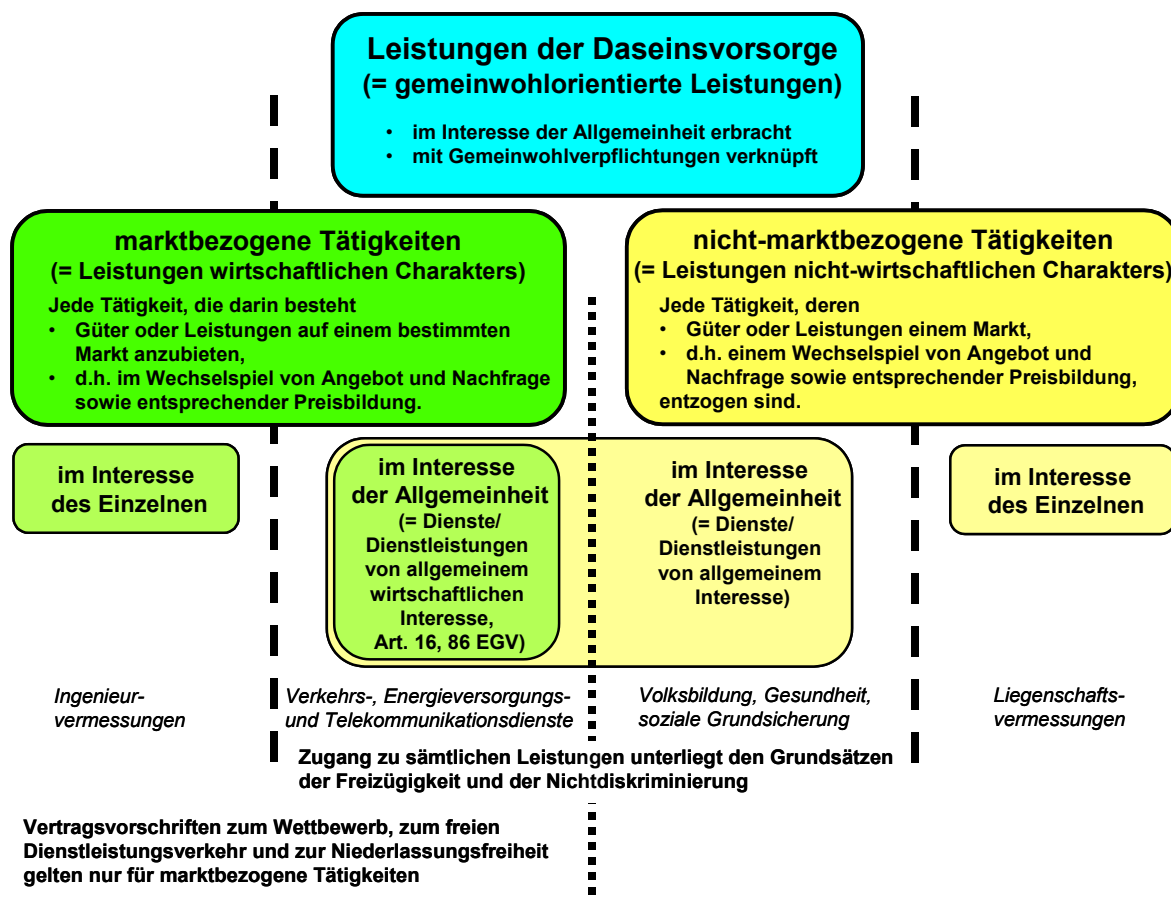 Leistungen der Daseinsvorsorge
(= gemeinwohlorientierte Leistungen)
• im Interesse der Allgemeinheit erbracht
• mit Gemeinwohlverpflichtungen verknüpft
marktbezogene Tätigkeiten
(= Leistungen wirtschaftlichen Charakters)
Jede Tätigkeit, die darin besteht
• Güter oder Leistungen auf einem bestimmten
Markt anzubieten,
• d.h. im Wechselspiel von Angebot und Nachfrage
sowie entsprechender Preisbildung.
nicht-marktbezogene Tätigkeiten
(= Leistungen nicht-wirtschaftlichen Charakters)
Jede Tätigkeit, deren
• Güter oder Leistungen einem Markt,
• d.h. einem Wechselspiel von Angebot und
Nachfrage sowie entsprechender Preisbildung,
entzogen sind.
im Interesse
des Einzelnen
im Interesse
der Allgemeinheit
(= Dienste/
Dienstleistungen
von allgemeinem
wirtschaftlichen
Interesse,
Art. 16, 86 EGV)
im Interesse
der Allgemeinheit
(= Dienste/
Dienstleistungen
von allgemeinem
Interesse)
im Interesse
des Einzelnen
Ingenieur-
vermessungen
Verkehrs-, Energieversorgungs-
und Telekommunikationsdienste
Volksbildung, Gesundheit,
soziale Grundsicherung
Liegenschafts-
vermessungen
Zugang zu sämtlichen Leistungen unterliegt den Grundsätzen
der Freizügigkeit und der Nichtdiskriminierung
Vertragsvorschriften zum Wettbewerb, zum freien
Dienstleistungsverkehr und zur Niederlassungsfreiheit
gelten nur für marktbezogene Tätigkeiten